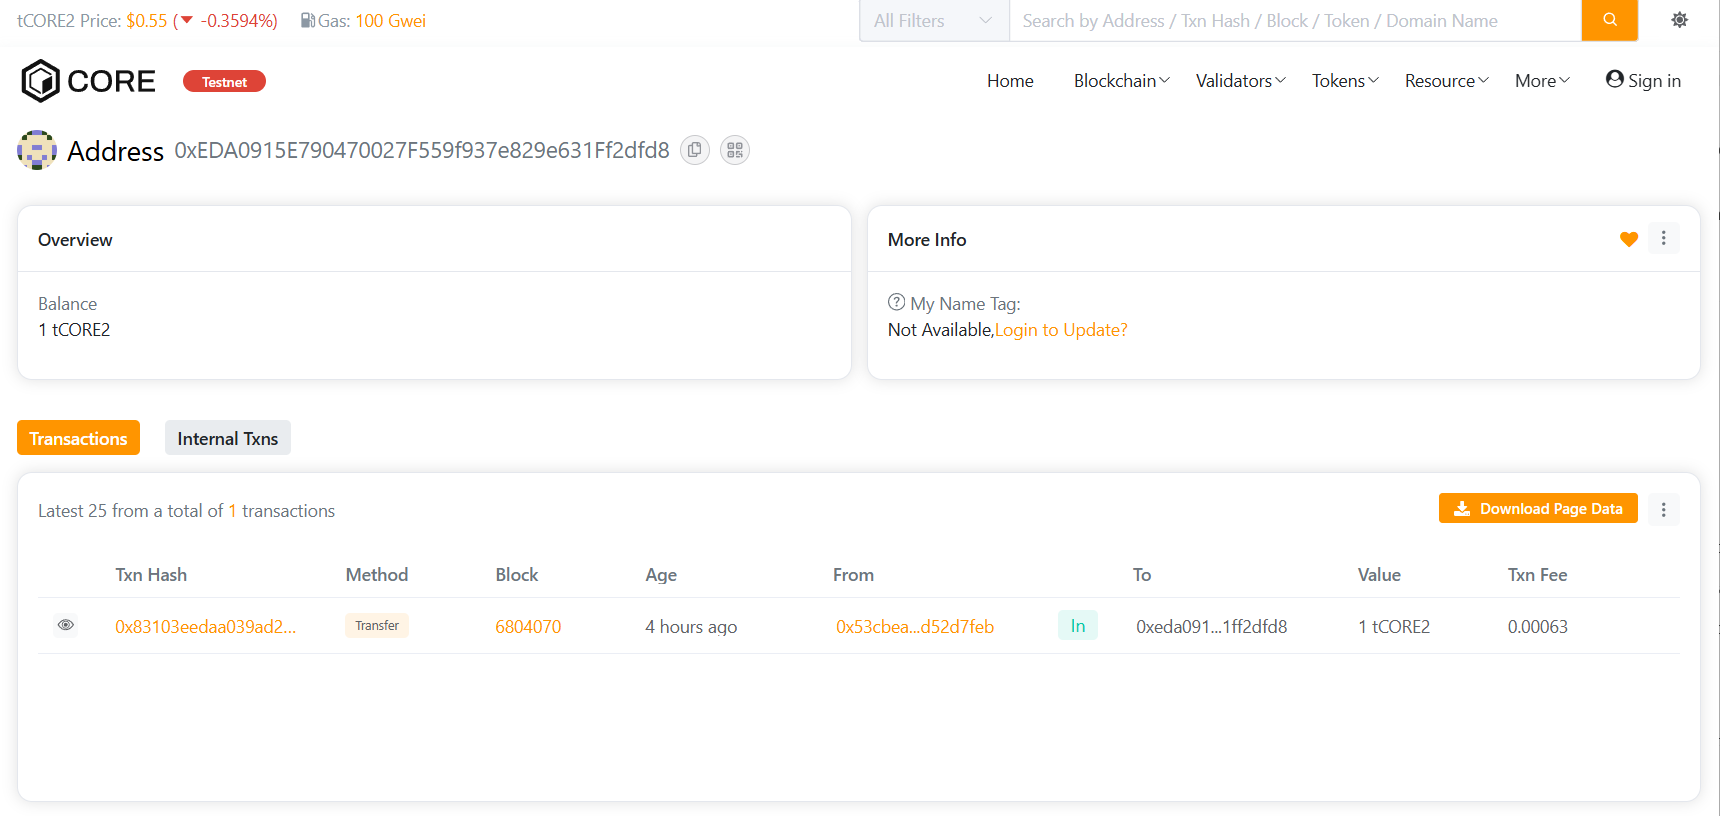 tCORE2 Price: $0.55 ( -0.3594%) Gas: 100 Gwei
All Filters Search by Address / Txn Hash / Block / Token / Domain Name
CORE Testnet Home Blockchain Validators Tokens Resource More Sign in
Address 0xEDA0915E790470027F559f937e829e631Ff2dfd8
Overview
Balance
1 tCORE2
More Info
My Name Tag:
Not Available,Login to Update?
Transactions Internal Txns
Latest 25 from a total of 1 transactions
Download Page Data
Txn Hash Method Block Age From To Value Txn Fee
0x83103eedaa039ad2... Transfer 6804070 4 hours ago 0x53cbea...d52d7feb In 0xeda091...1ff2dfd8 1 tCORE2 0.00063